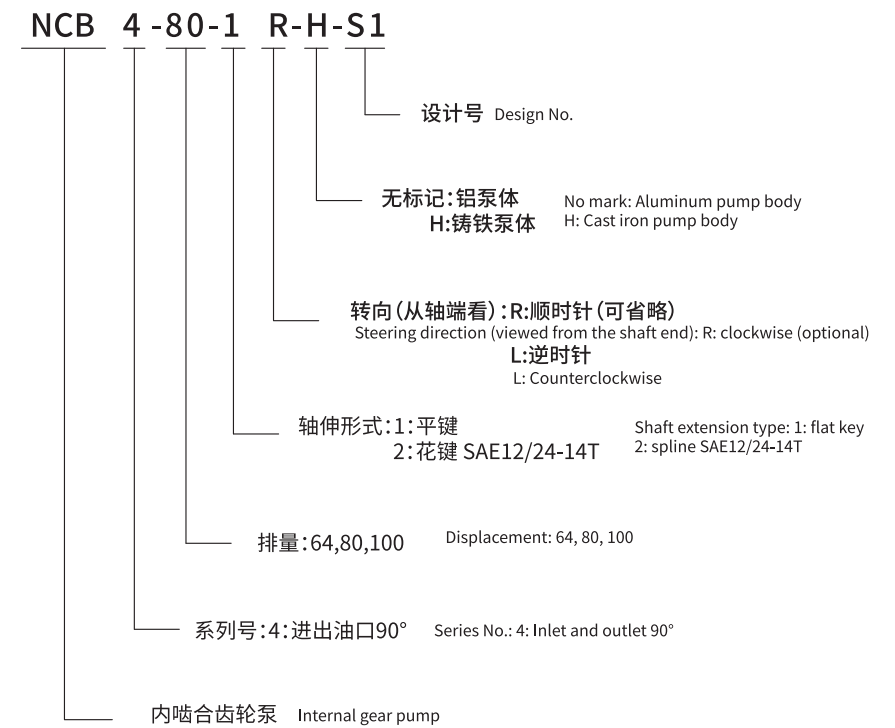 NCB 4-80-1 R-H-S1
设计号 Design No.
无标记：铝泵体 No mark: Aluminum pump body
H:铸铁泵体 H: Cast iron pump body
转向（从轴端看）：R:顺时针（可省略）
Steering direction (viewed from the shaft end): R: clockwise (optional)
L:逆时针
L: Counterclockwise
轴伸形式：1：平键 Shaft extension type: 1: flat key
2：花键 SAE12/24-14T 2: spline SAE12/24-14T
排量：64,80,100 Displacement: 64, 80, 100
系列号：4：进出油口90° Series No.: 4: Inlet and outlet 90°
内啮合齿轮泵 Internal gear pump